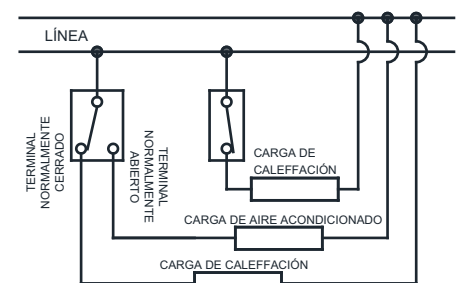 LÍNEA
TERMINAL
NORMALMENTE
CERRADO
TERMINAL
NORMALMENTE
ABIERTO
CARGA DE
CALEFFACIÓN
CARGA DE AIRE ACONDICIONADO
CARGA DE CALEFFACIÓN